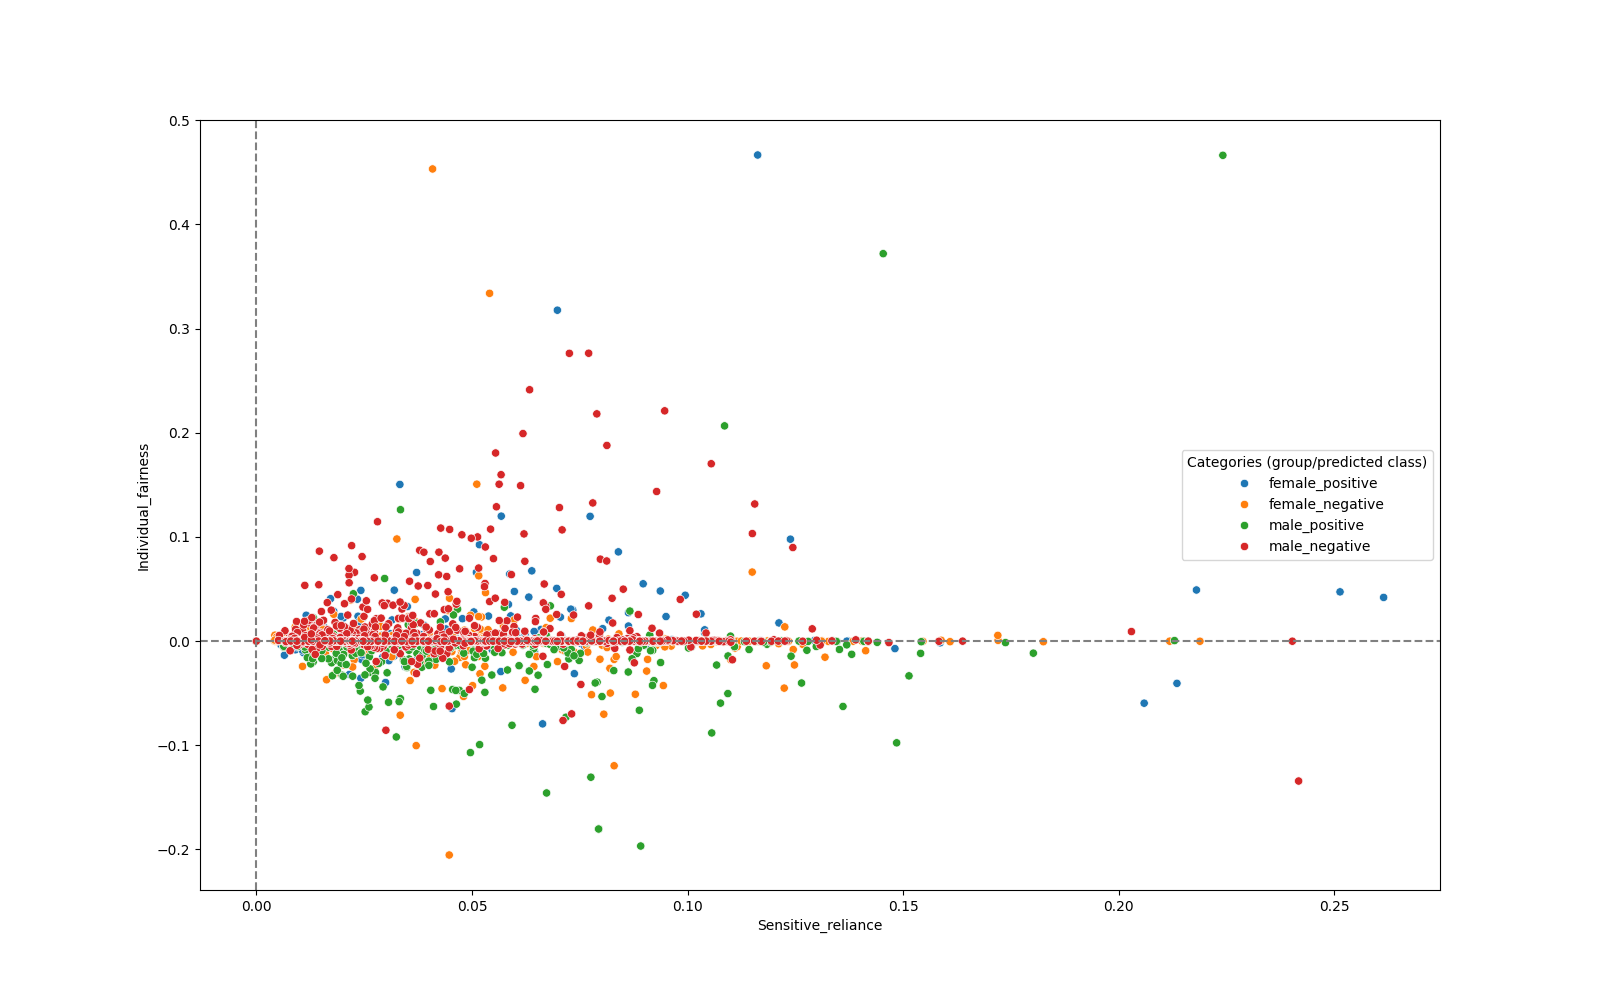 0.5
0.4
0.3
0.2
0.1
0.0
−0.1
−0.2
Individual_fairness
Categories (group/predicted class)
female_positive
female_negative
male_positive
male_negative
0.00 0.05 0.10 0.15 0.20 0.25
Sensitive_reliance